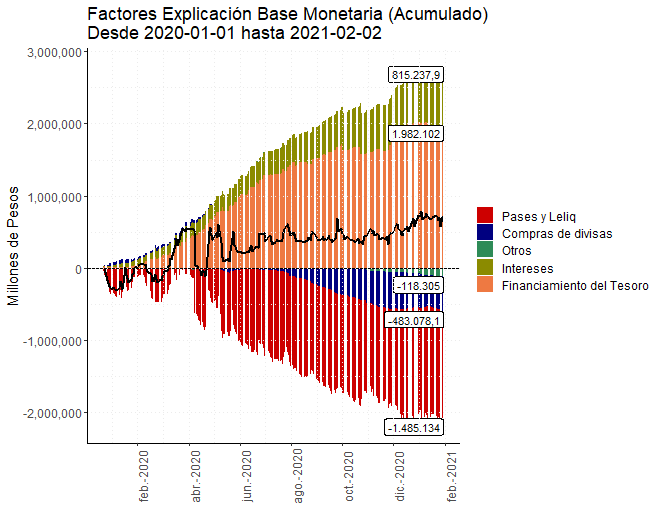 Factores Explicación Base Monetaria (Acumulado)
Desde 2020-01-01 hasta 2021-02-02
Millones de Pesos
3,000,000
2,000,000
1,000,000
0
-1,000,000
-2,000,000
815.237,9
1.982.102
-118.305
-483.078,1
-1.485.134
feb.-2020
abr.-2020
jun.-2020
ago.-2020
oct.-2020
dic.-2020
feb.-2021
Pases y Leliq
Compras de divisas
Otros
Intereses
Financiamiento del Tesoro